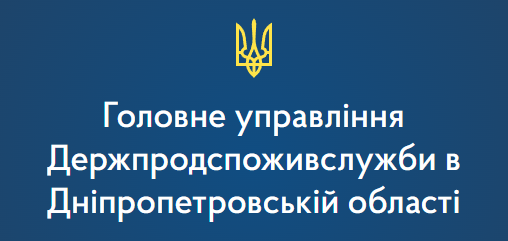 Головне управління
Держпродспоживслужби в
Дніпропетровській області